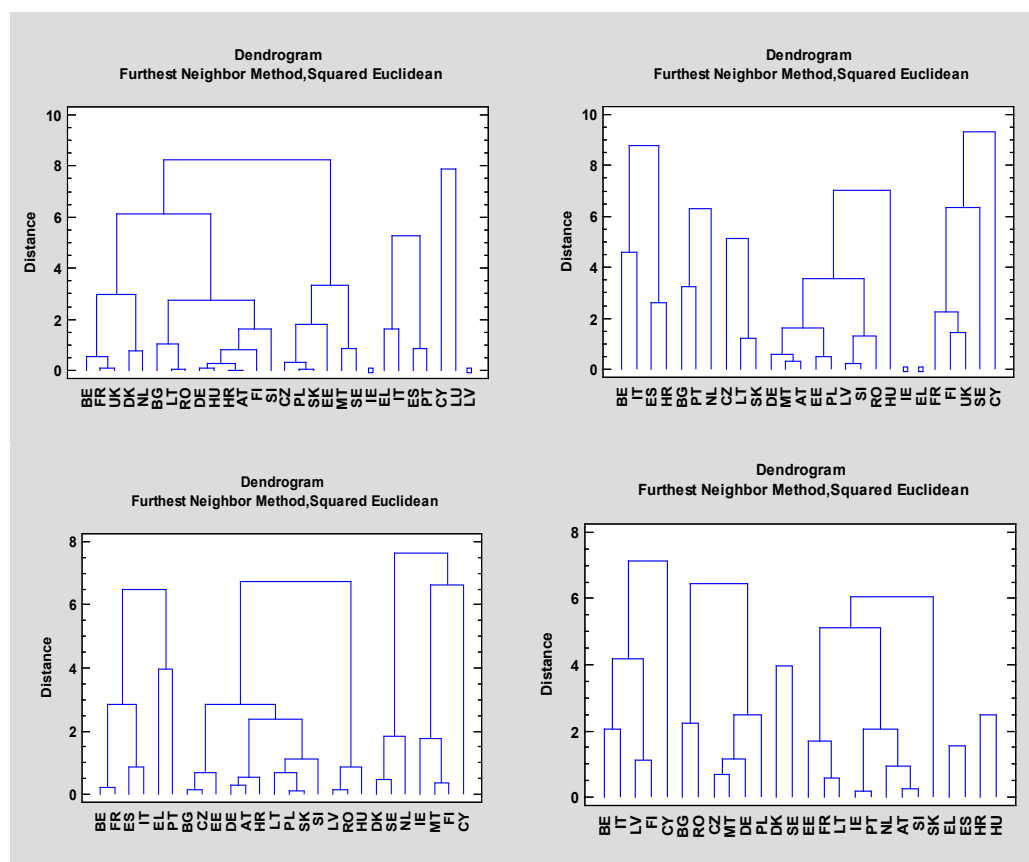 Dendrogram
Furthest Neighbor Method,Squared Euclidean
10
8
6
4
2
0
Distance
BE FR UK DK NL BG LT RO DE HU HR AT FI SI CZ PL SK EE MT SE IE EL IT ES PT CY LU LV
Dendrogram
Furthest Neighbor Method,Squared Euclidean
10
8
6
4
2
0
Distance
BE IT ES HR BG PT NL CZ LT SK DE MT AT EE PL LV SI RO HU IE EL FR FI UK SE CY
Dendrogram
Furthest Neighbor Method,Squared Euclidean
8
6
4
2
0
Distance
BE FR ES IT EL PT BG CZ EE DE AT HR LT PL SK SI LV RO HU DK SE NL IE MT FI CY
Dendrogram
Furthest Neighbor Method,Squared Euclidean
8
6
4
2
0
Distance
BE IT LV FI CY BG RO CZ MT DE PL DK SE EE FR LT IE PT NL AT SI SK EL ES HR HU